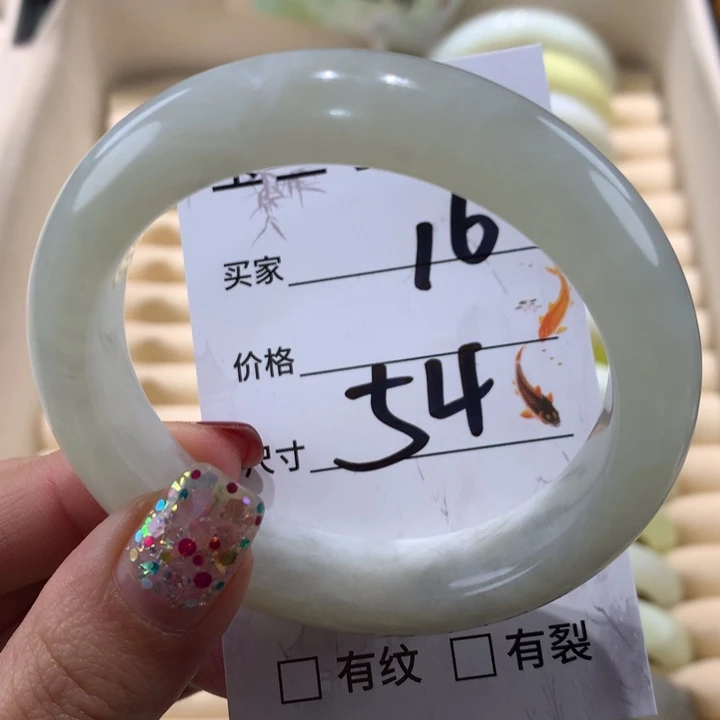 买家 16
价格
尺寸 54
□ 有纹 □ 有裂